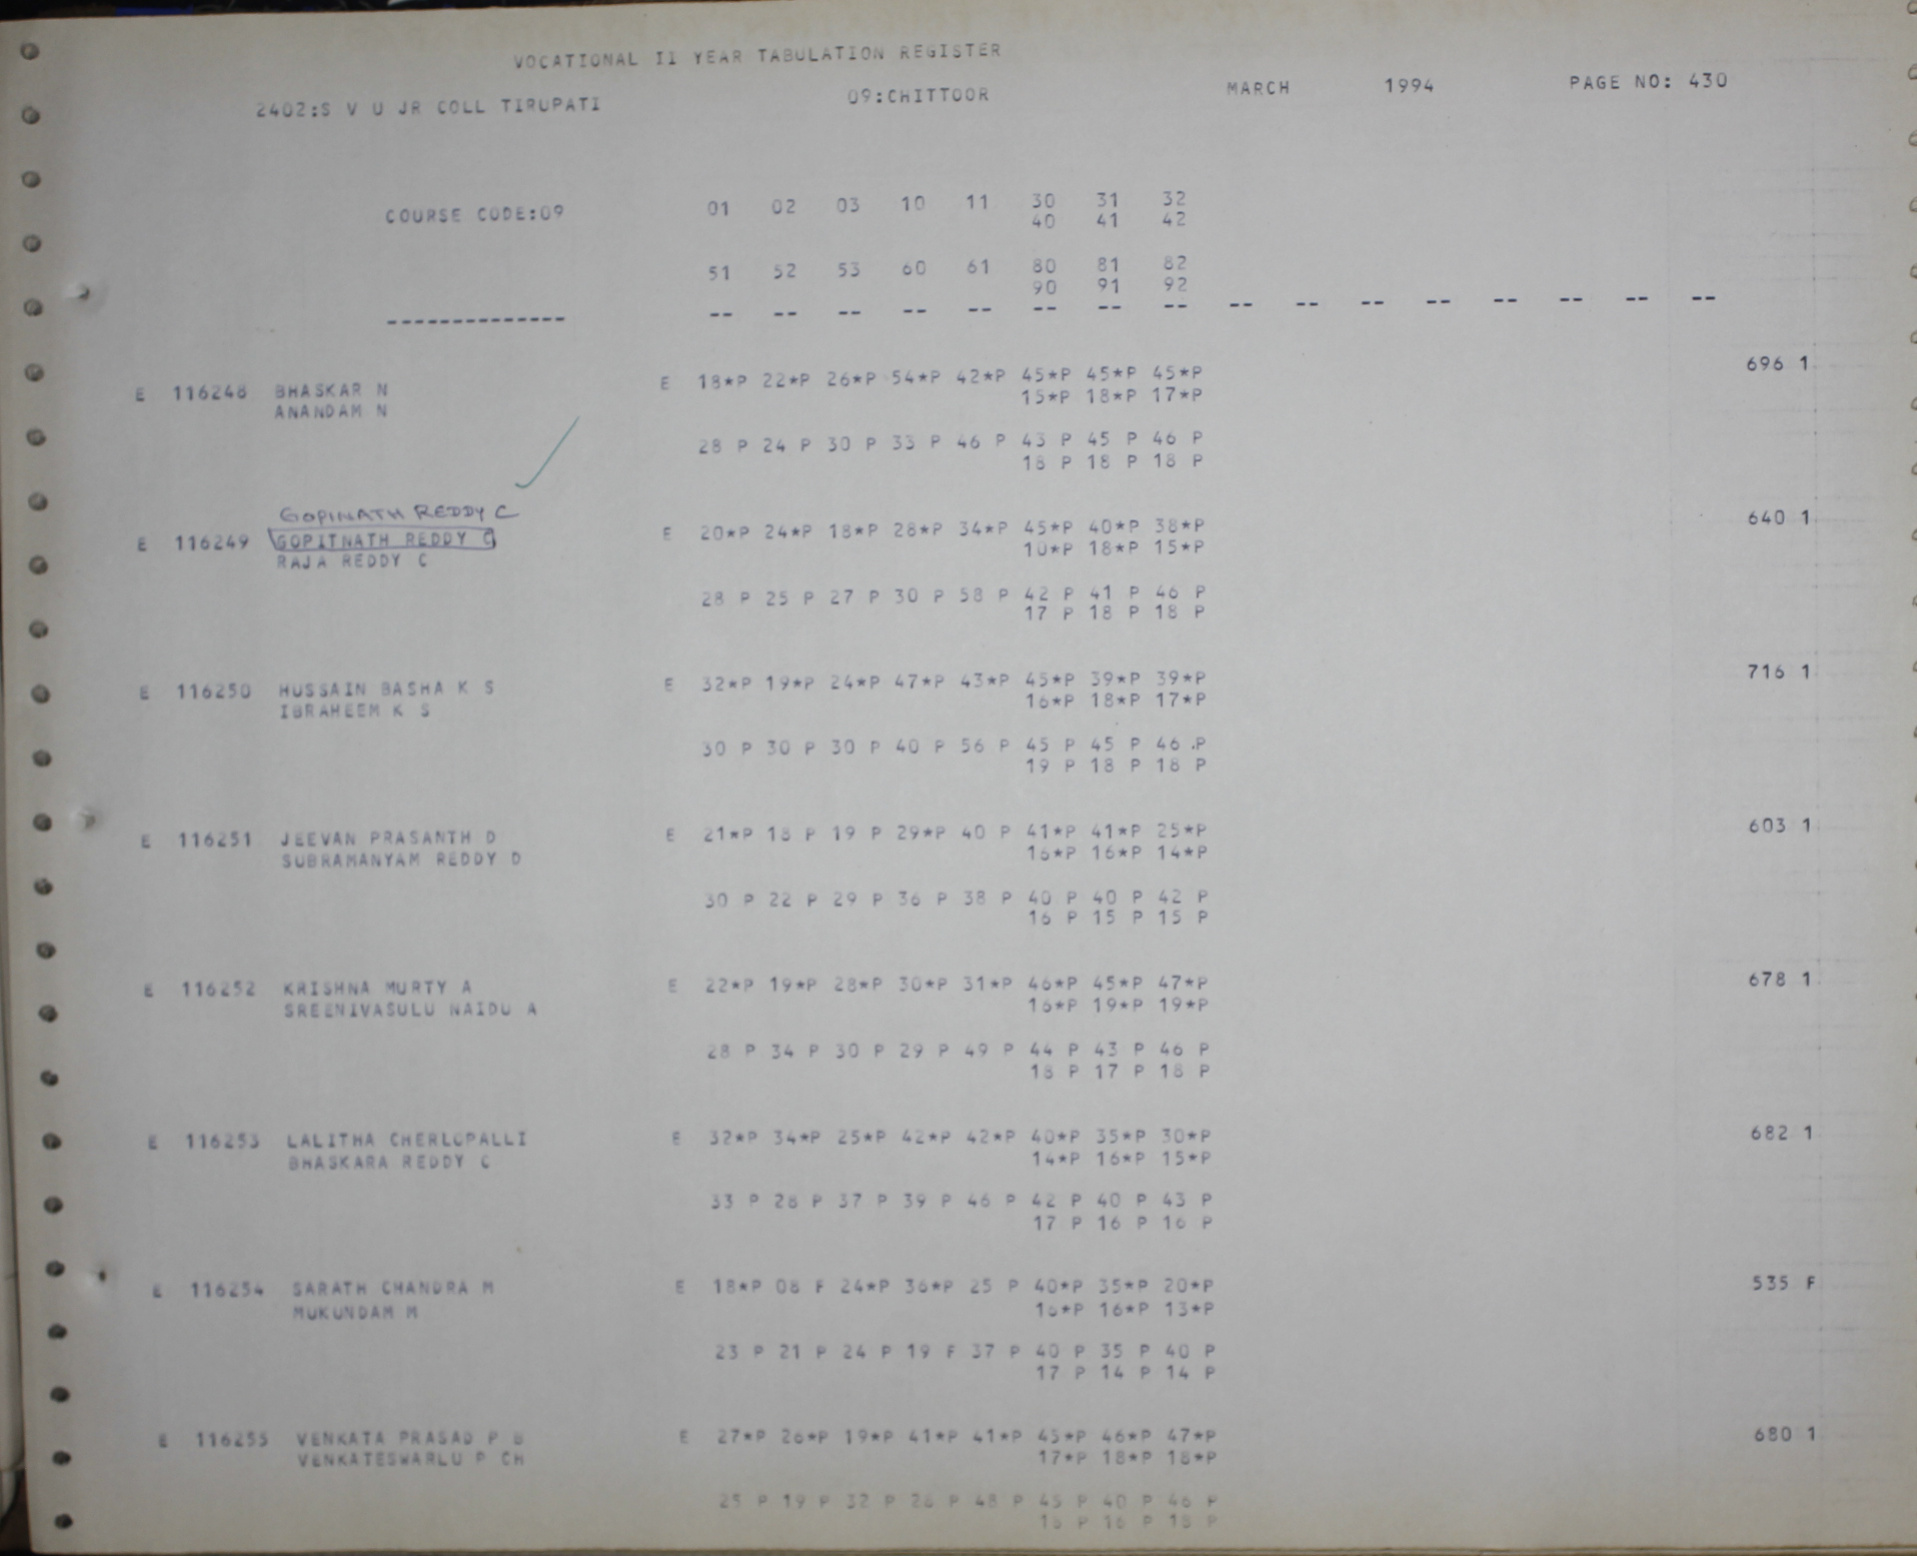 VOCATIONAL II YEAR TABULATION REGISTER
2402:S V U JR COLL TIRUPATI 09:CHITTOOR MARCH 1994 PAGE NO: 430
COURSE CODE:09 01 02 03 10 11 30 31 32
40 41 42
51 52 53 60 61 80 81 82
90 91 92
-------------- -- -- -- -- -- -- -- -- -- -- -- -- -- -- -- --
E 116248 BHASKAR N E 18*P 22*P 26*P 54*P 42*P 45*P 45*P 45*P 696 1
ANANDAM N 15*P 18*P 17*P
28 P 24 P 30 P 33 P 46 P 43 P 45 P 46 P
18 P 18 P 18 P
GOPINATH REDDY C
E 116249 GOPITNATH REDDY C E 20*P 24*P 18*P 28*P 34*P 45*P 40*P 38*P 640 1
RAJA REDDY C 10*P 18*P 15*P
28 P 25 P 27 P 30 P 58 P 42 P 41 P 46 P
17 P 18 P 18 P
E 116250 HUSSAIN BASHA K S E 32*P 19*P 24*P 47*P 43*P 45*P 39*P 39*P 716 1
IBRAHEEM K S 16*P 18*P 17*P
30 P 30 P 30 P 40 P 56 P 45 P 45 P 46 P
19 P 18 P 18 P
E 116251 JEEVAN PRASANTH D E 21*P 18 P 19 P 29*P 40 P 41*P 41*P 25*P 603 1
SUBRAMANYAM REDDY D 16*P 16*P 14*P
30 P 22 P 29 P 36 P 38 P 40 P 40 P 42 P
16 P 15 P 15 P
E 116252 KRISHNA MURTY A E 22*P 19*P 28*P 30*P 31*P 46*P 45*P 47*P 678 1
SREENIVASULU NAIDU A 16*P 19*P 19*P
28 P 34 P 30 P 29 P 49 P 44 P 43 P 46 P
18 P 17 P 18 P
E 116253 LALITHA CHERLOPALLI E 32*P 34*P 25*P 42*P 42*P 40*P 35*P 30*P 682 1
BHASKARA REDDY C 14*P 16*P 15*P
33 P 28 P 37 P 39 P 46 P 42 P 40 P 43 P
17 P 16 P 16 P
E 116254 SARATH CHANDRA M E 18*P 08 F 24*P 36*P 25 P 40*P 35*P 20*P 535 F
MUKUNDAM M 16*P 16*P 13*P
23 P 21 P 24 P 19 F 37 P 40 P 35 P 40 P
17 P 14 P 14 P
E 116255 VENKATA PRASAD P B E 27*P 26*P 19*P 41*P 41*P 45*P 46*P 47*P 680 1
VENKATESWARLU P CH 17*P 18*P 18*P
25 P 19 P 32 P 26 P 48 P 45 P 40 P 46 P
18 P 16 P 18 P